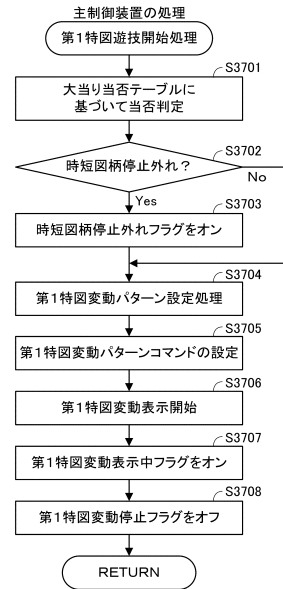 主制御装置の処理
第1特図遊技開始処理
S3701
大当り当否テーブルに
基づいて当否判定
S3702
時短図柄停止外れ？
No
Yes
S3703
時短図柄停止外れフラグをオン
S3704
第1特図変動パターン設定処理
S3705
第1特図変動パターンコマンドの設定
S3706
第1特図変動表示開始
S3707
第1特図変動表示中フラグをオン
S3708
第1特図変動停止フラグをオフ
RETURN